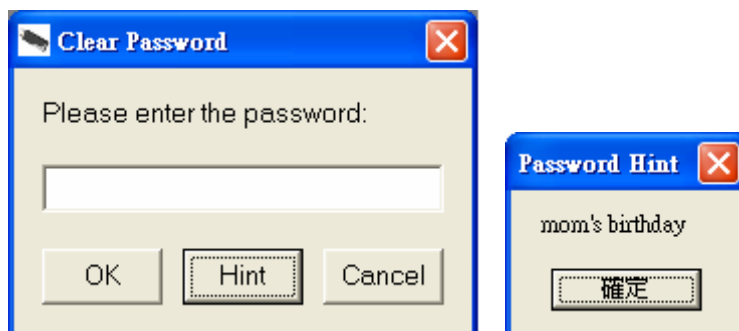 Clear Password
Please enter the password:
OK Hint Cancel
Password Hint
mom's birthday
確定